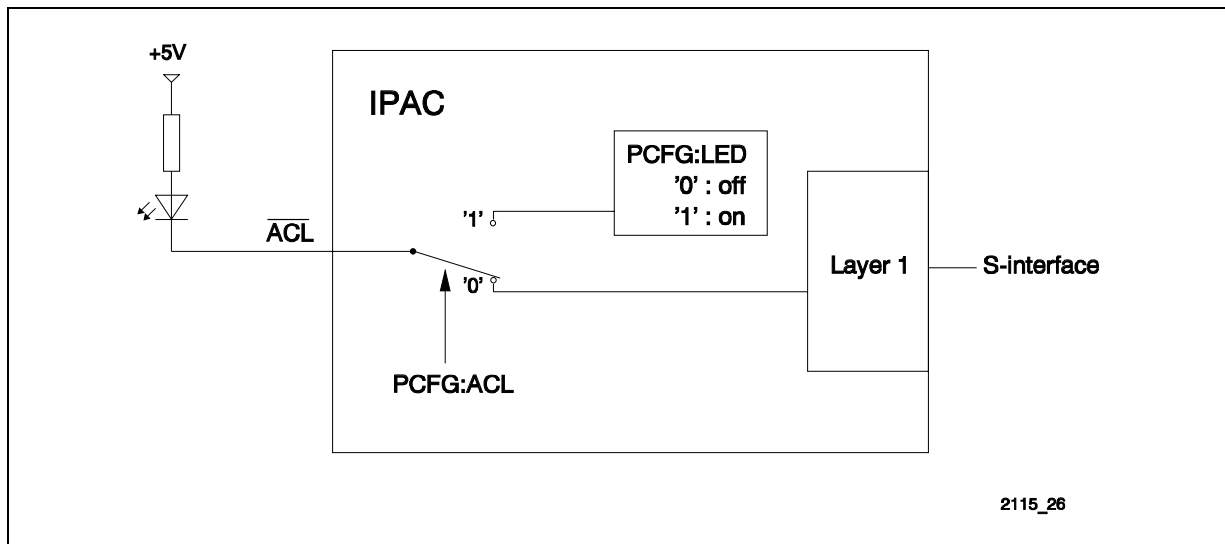 +5V
IPAC
PCFG:LED
'0' : off
'1' : on
'1'
ACL
Layer 1
S-interface
'0'
PCFG:ACL
2115_26